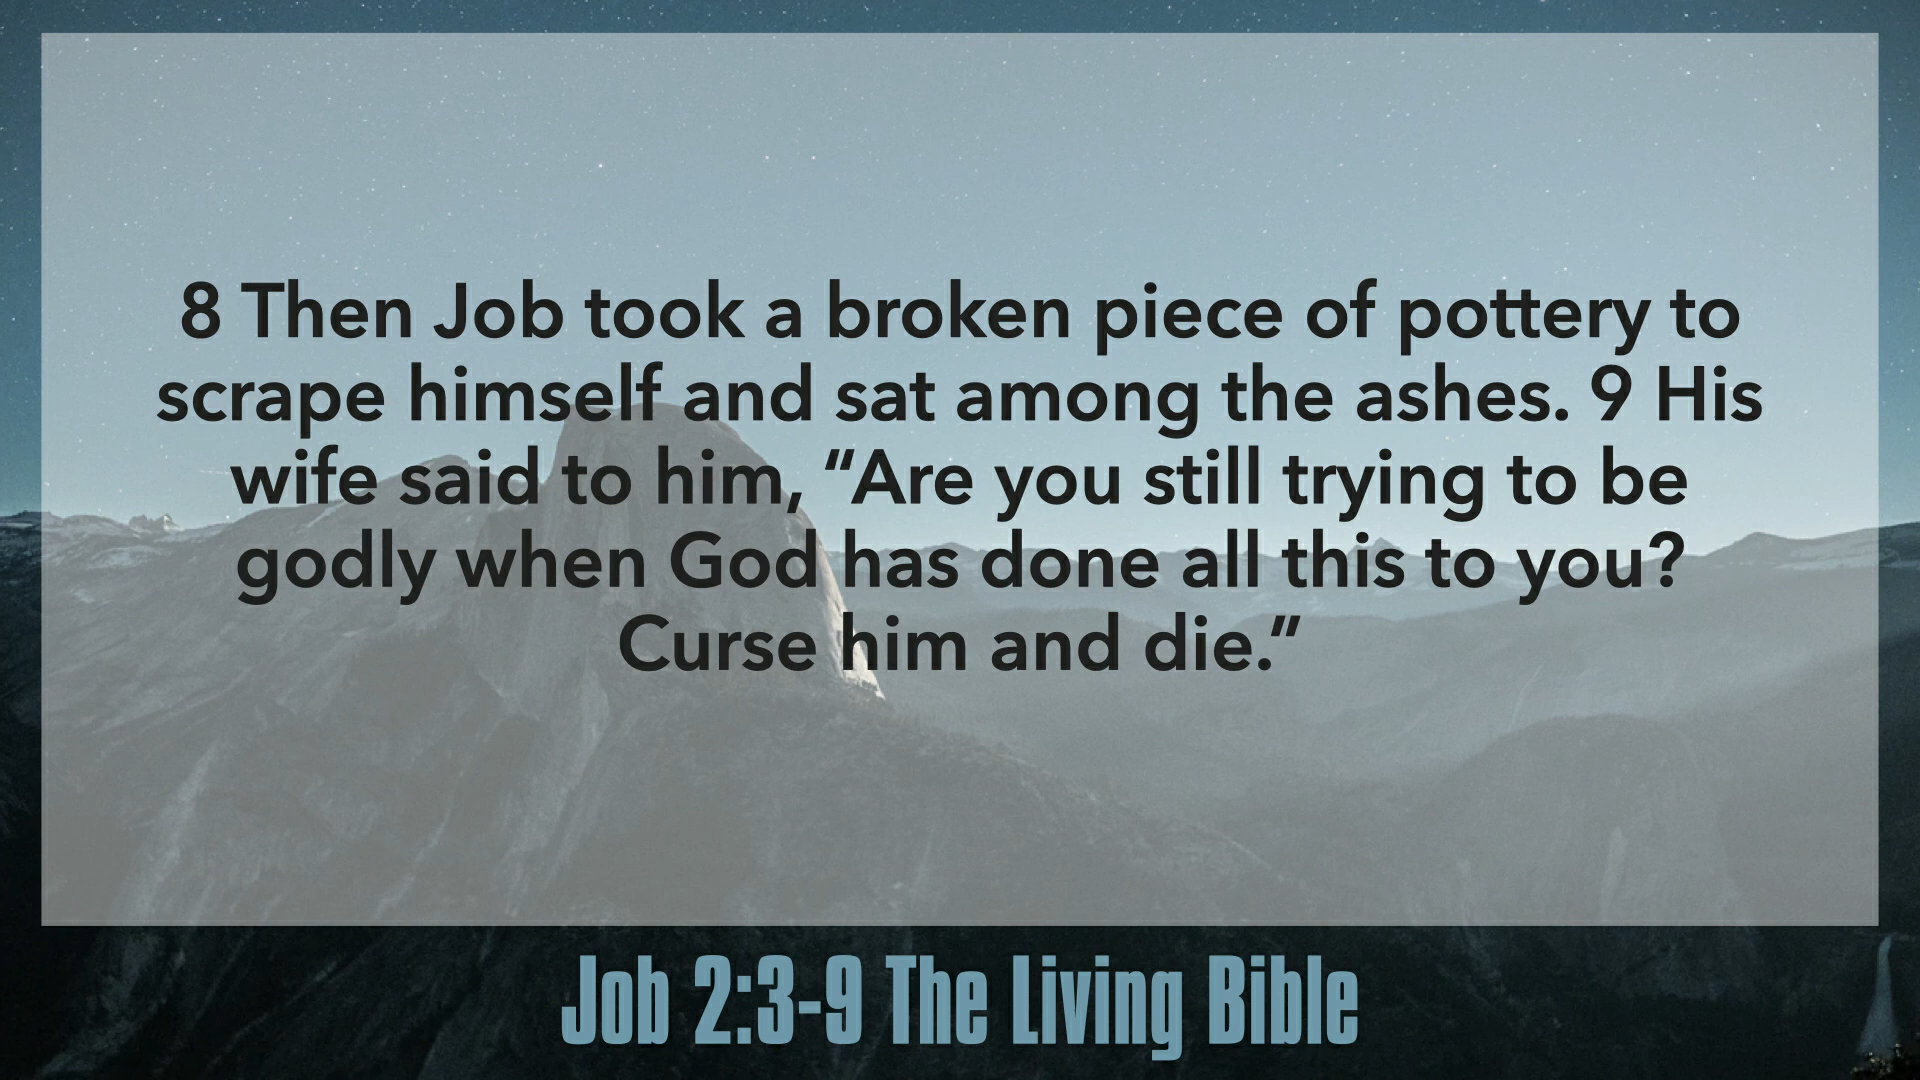 8 Then Job took a broken piece of pottery to
scrape himself and sat among the ashes. 9 His
wife said to him, “Are you still trying to be
godly when God has done all this to you?
Curse him and die.”
Job 2:3-9 The Living Bible